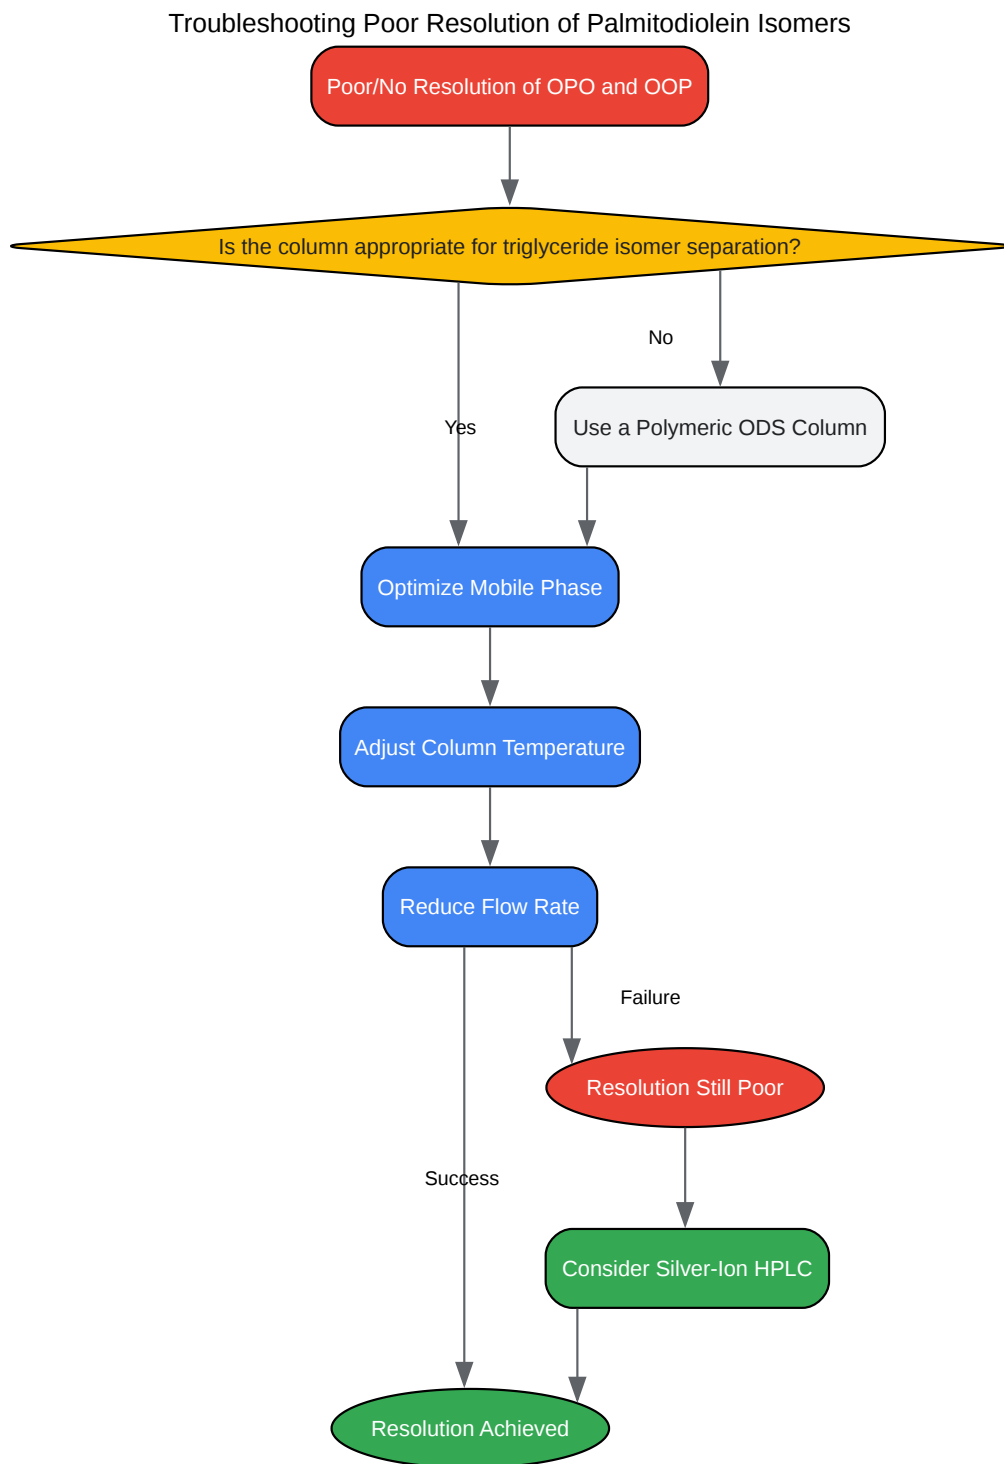 Troubleshooting Poor Resolution of Palmitodiolein Isomers
Poor/No Resolution of OPO and OOP
Is the column appropriate for triglyceride isomer separation?
No
Yes
Use a Polymeric ODS Column
Optimize Mobile Phase
Adjust Column Temperature
Reduce Flow Rate
Failure
Resolution Still Poor
Success
Consider Silver-Ion HPLC
Resolution Achieved